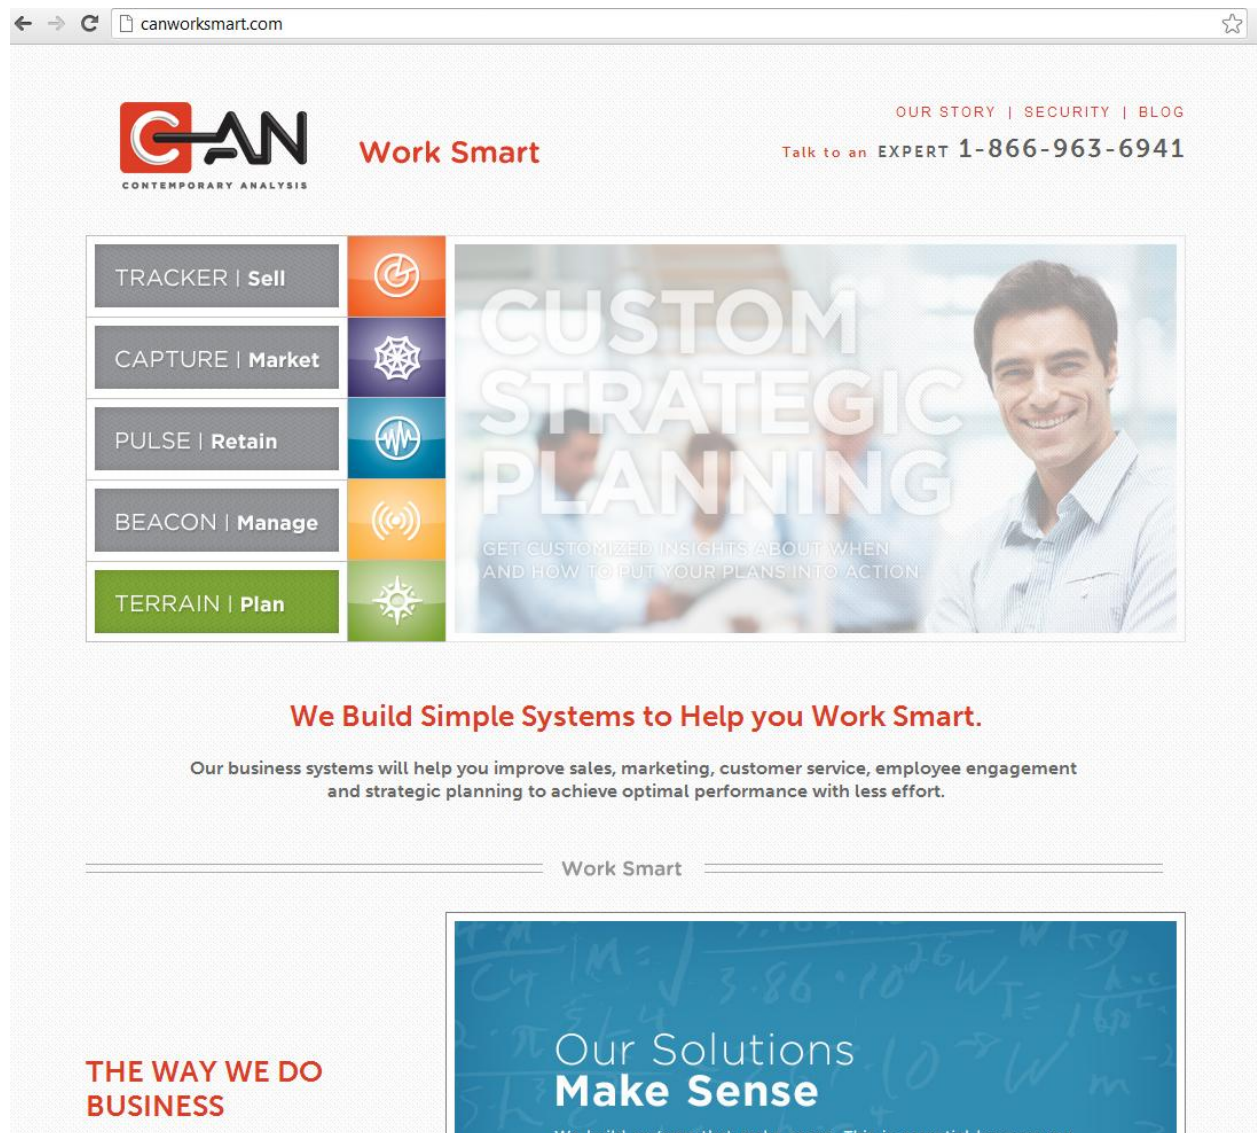 canworksmart.com
OUR STORY | SECURITY | BLOG
CAN
CONTEMPORARY ANALYSIS
Work Smart
Talk to an EXPERT 1-866-963-6941
TRACKER | Sell
CAPTURE | Market
PULSE | Retain
BEACON | Manage
TERRAIN | Plan
CUSTOM
STRATEGIC
PLANNING
GET CUSTOMIZED INSIGHTS ABOUT WHEN
AND HOW TO PUT YOUR PLANS INTO ACTION
We Build Simple Systems to Help you Work Smart.
Our business systems will help you improve sales, marketing, customer service, employee engagement
and strategic planning to achieve optimal performance with less effort.
Work Smart
THE WAY WE DO
BUSINESS
Our Solutions
Make Sense